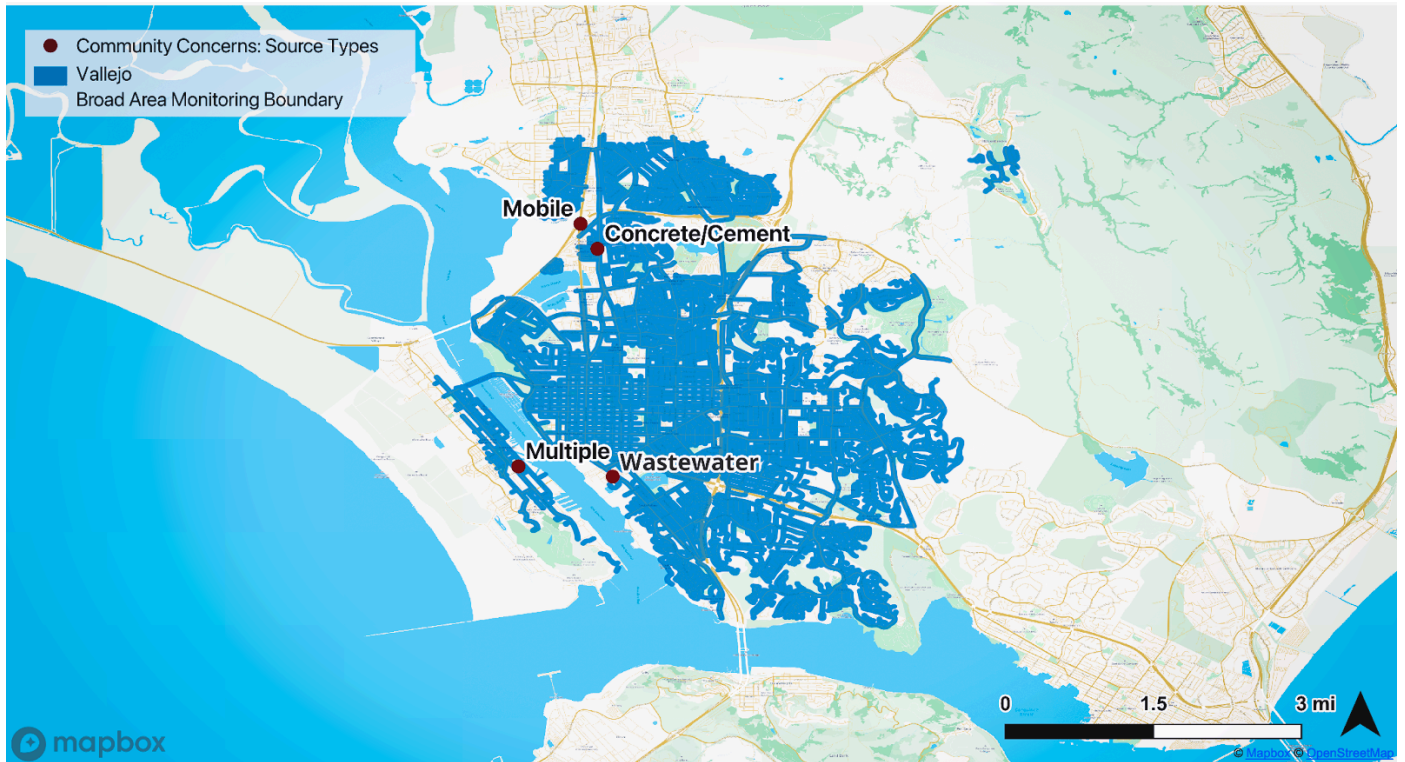 Community Concerns: Source Types
Vallejo
Broad Area Monitoring Boundary
Mobile
Concrete/Cement
Multiple
Wastewater
0 1.5 3 mi
mapbox
© Mapbox © OpenStreetMap